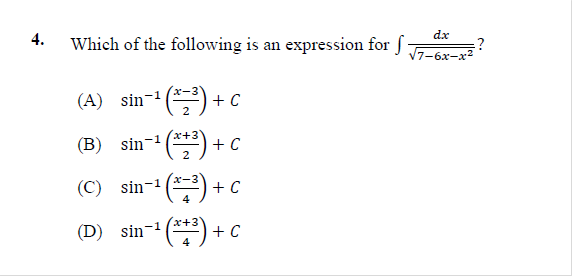 4. Which of the following is an expression for ∫ dx/√(7−6x−x²) ?
(A) sin⁻¹ ((x−3)/2) + C
(B) sin⁻¹ ((x+3)/2) + C
(C) sin⁻¹ ((x−3)/4) + C
(D) sin⁻¹ ((x+3)/4) + C